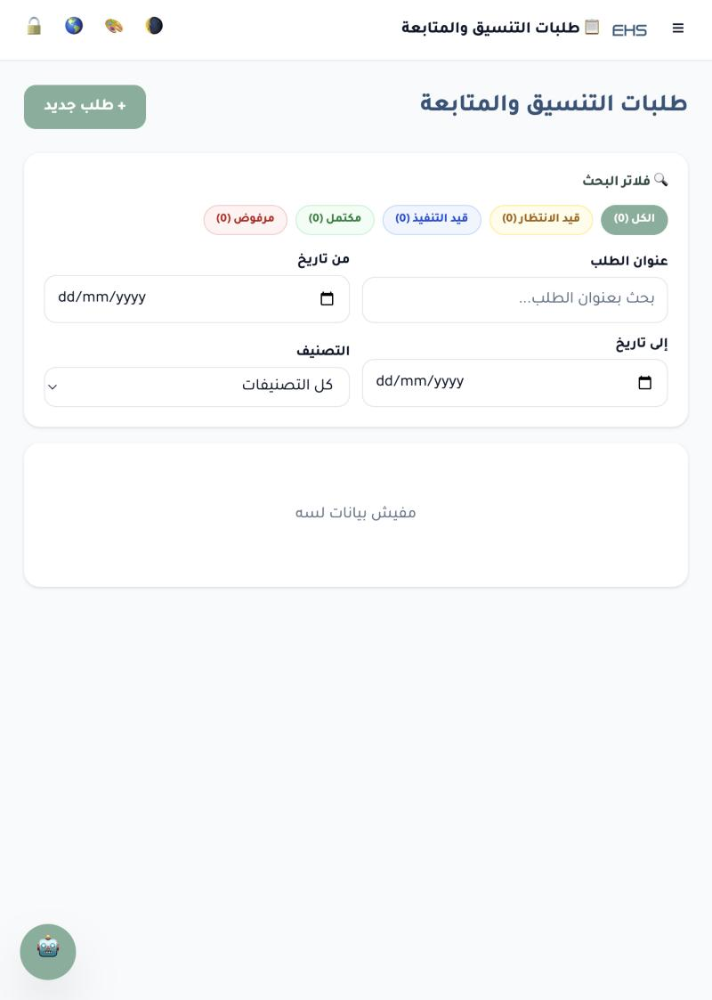 EHS طلبات التنسيق والمتابعة
طلبات التنسيق والمتابعة
+ طلب جديد
فلاتر البحث
الكل (0) قيد الانتظار (0) قيد التنفيذ (0) مكتمل (0) مرفوض (0)
عنوان الطلب
بحث بعنوان الطلب...
من تاريخ
dd/mm/yyyy
إلى تاريخ
dd/mm/yyyy
التصنيف
كل التصنيفات
مفيش بيانات لسه